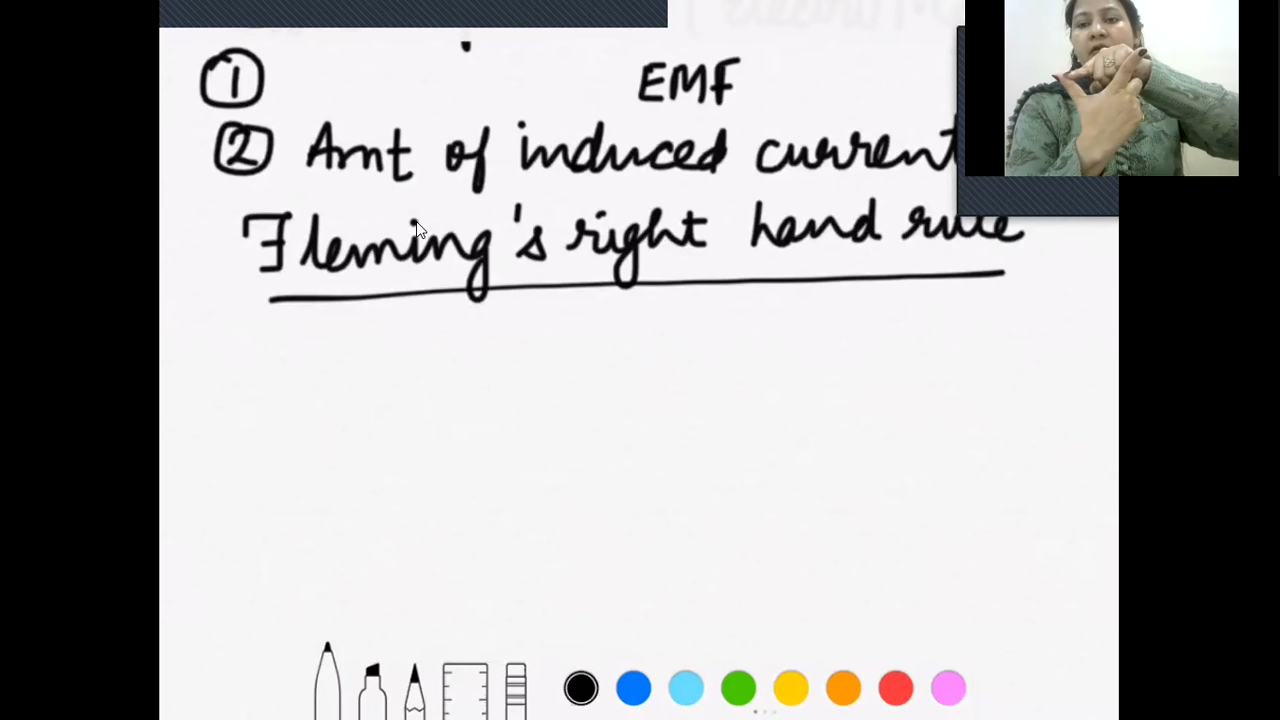 ① EMF
② Amt of induced current
Fleming's right hand rule